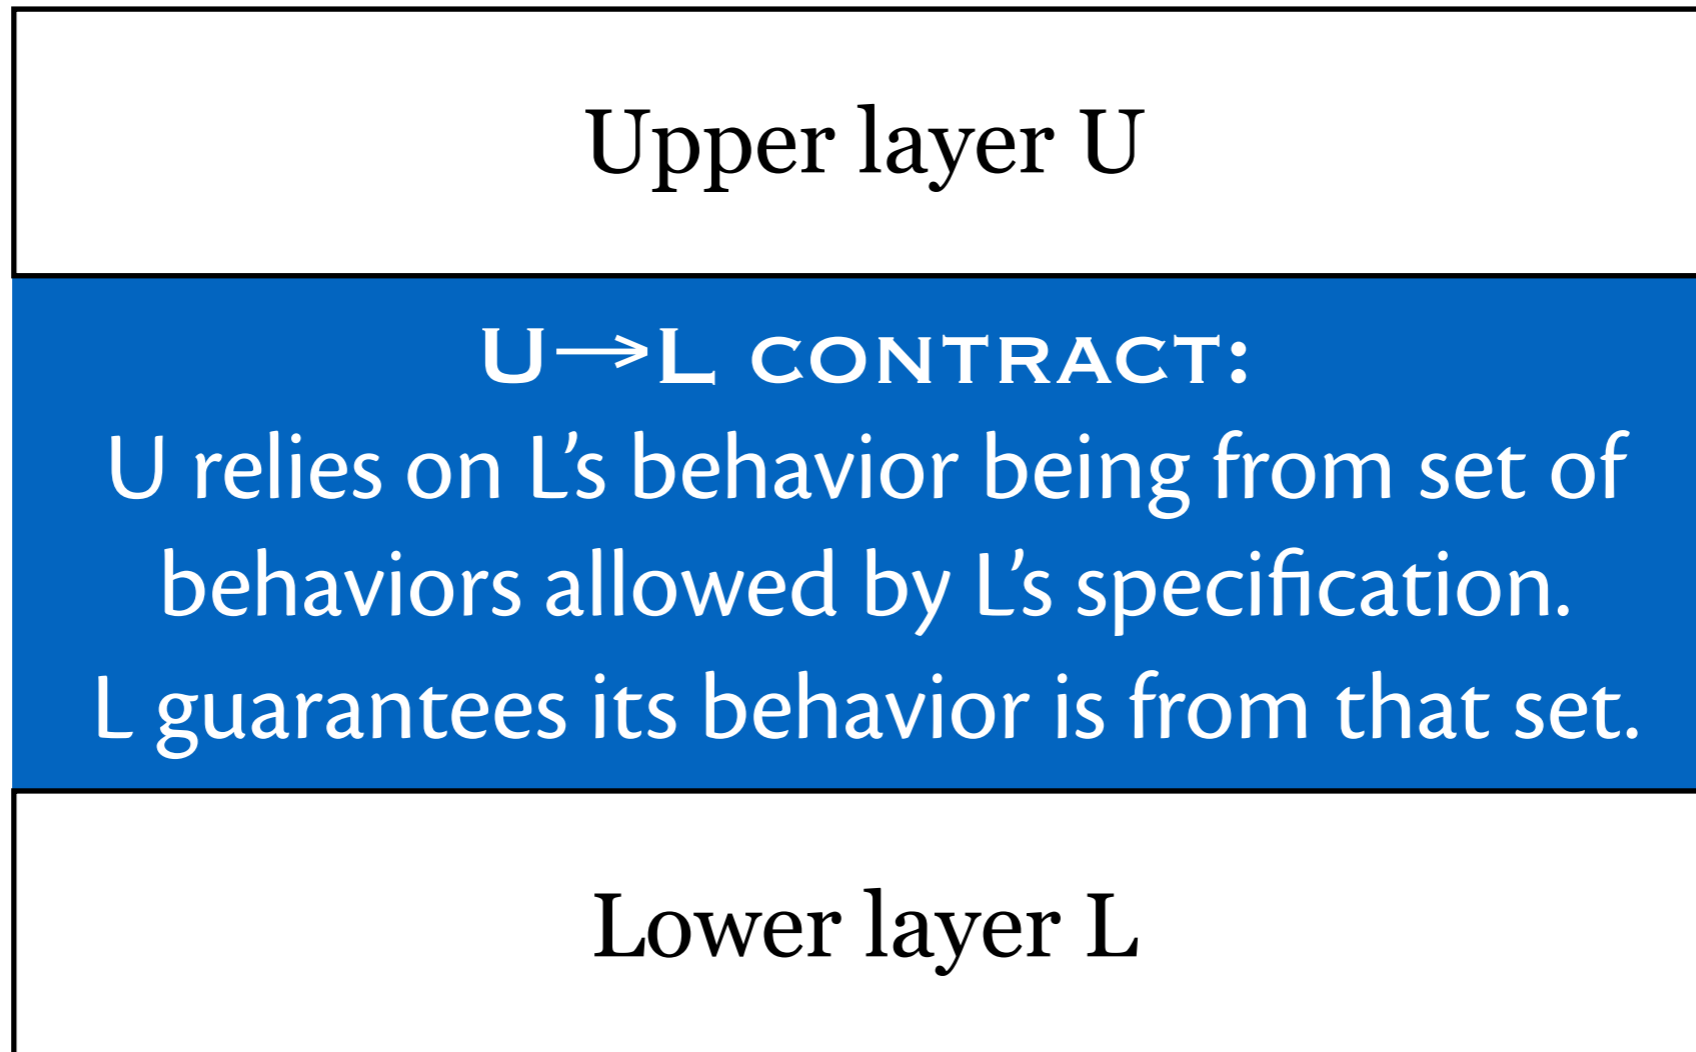 Upper layer U
U→L CONTRACT:
U relies on L’s behavior being from set of
behaviors allowed by L’s specification.
L guarantees its behavior is from that set.
Lower layer L